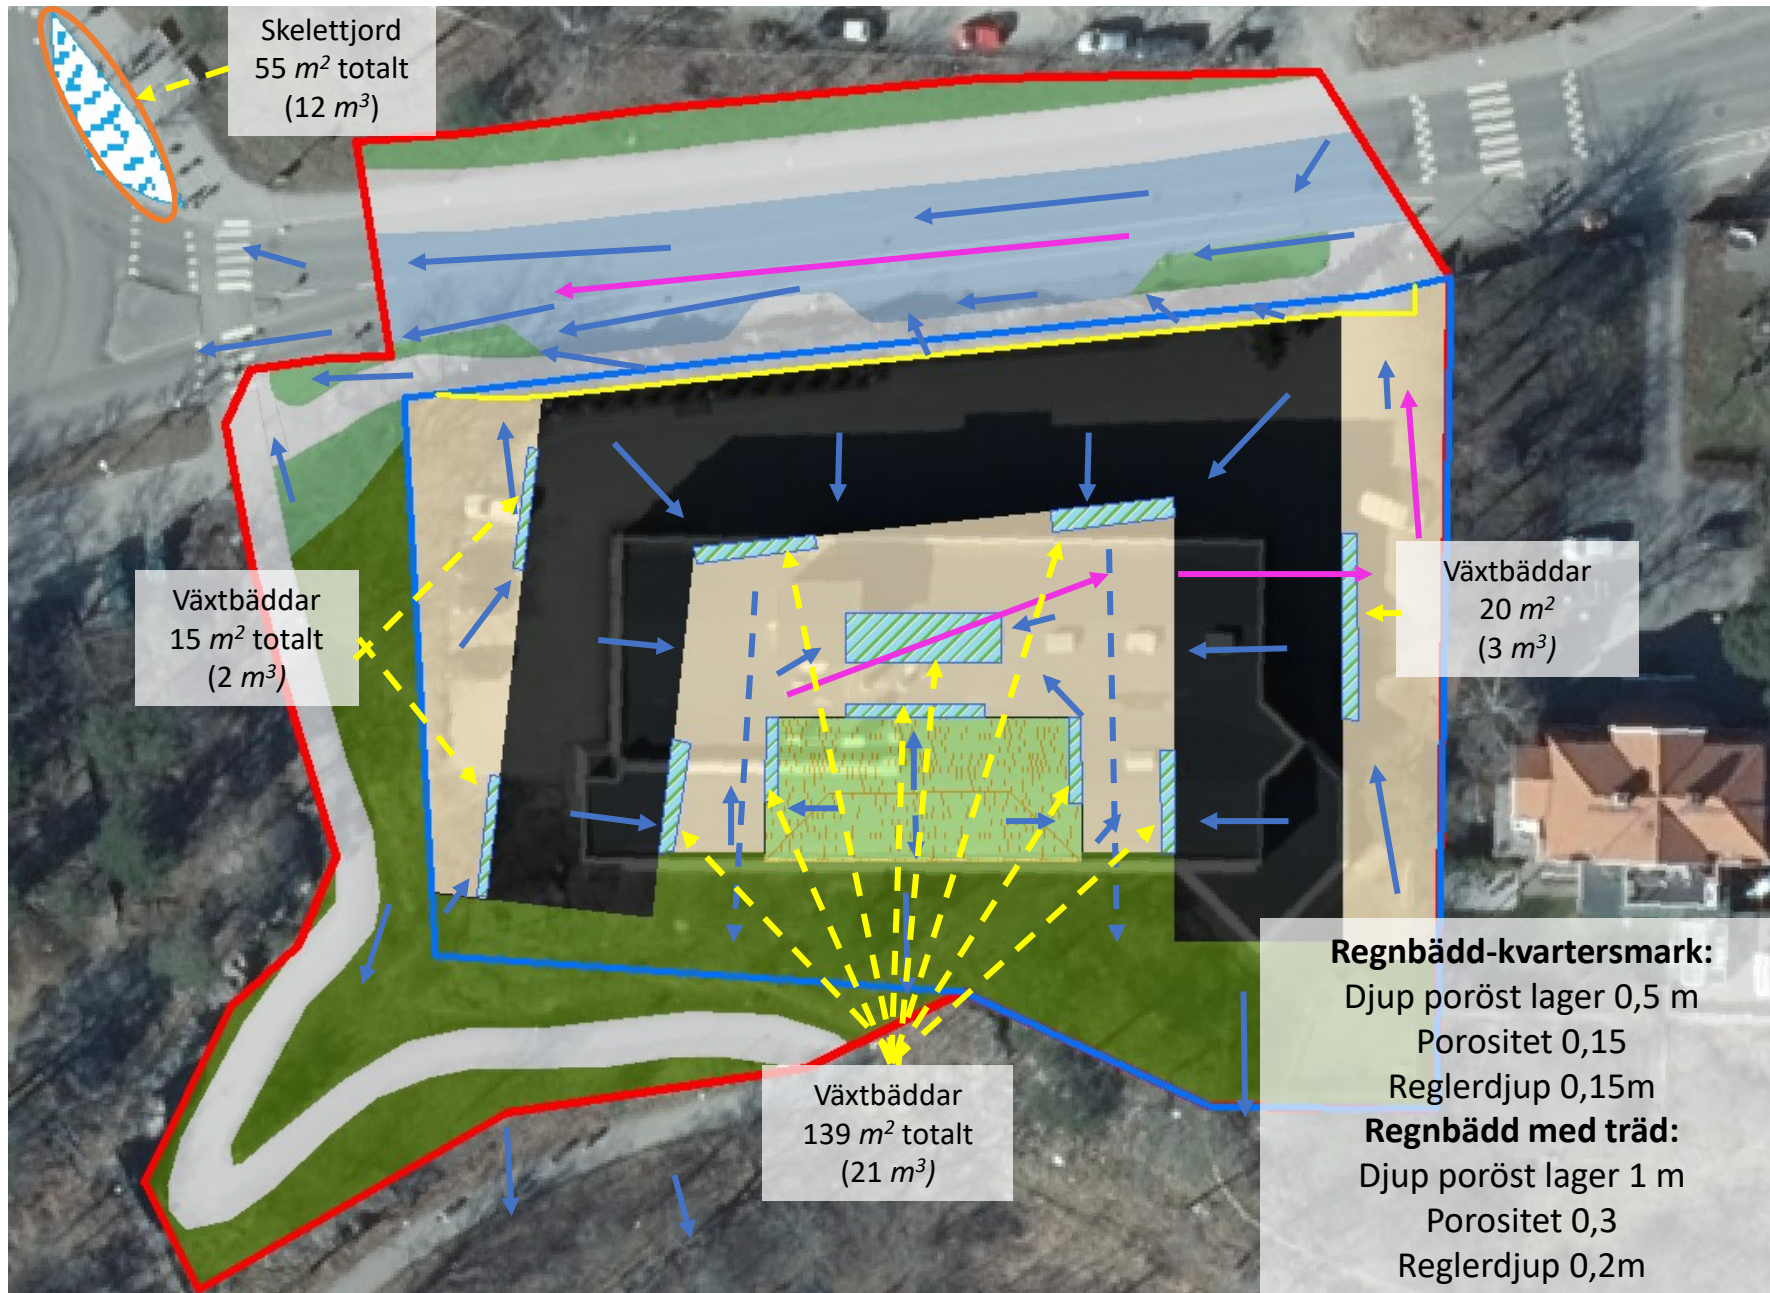 Skelettjord
55 m² totalt
(12 m³)
Växtbäddar
15 m² totalt
(2 m³)
Växtbäddar
20 m²
(3 m³)
Växtbäddar
139 m² totalt
(21 m³)
Regnbädd-kvartersmark:
Djup poröst lager 0,5 m
Porositet 0,15
Reglerdjup 0,15m
Regnbädd med träd:
Djup poröst lager 1 m
Porositet 0,3
Reglerdjup 0,2m